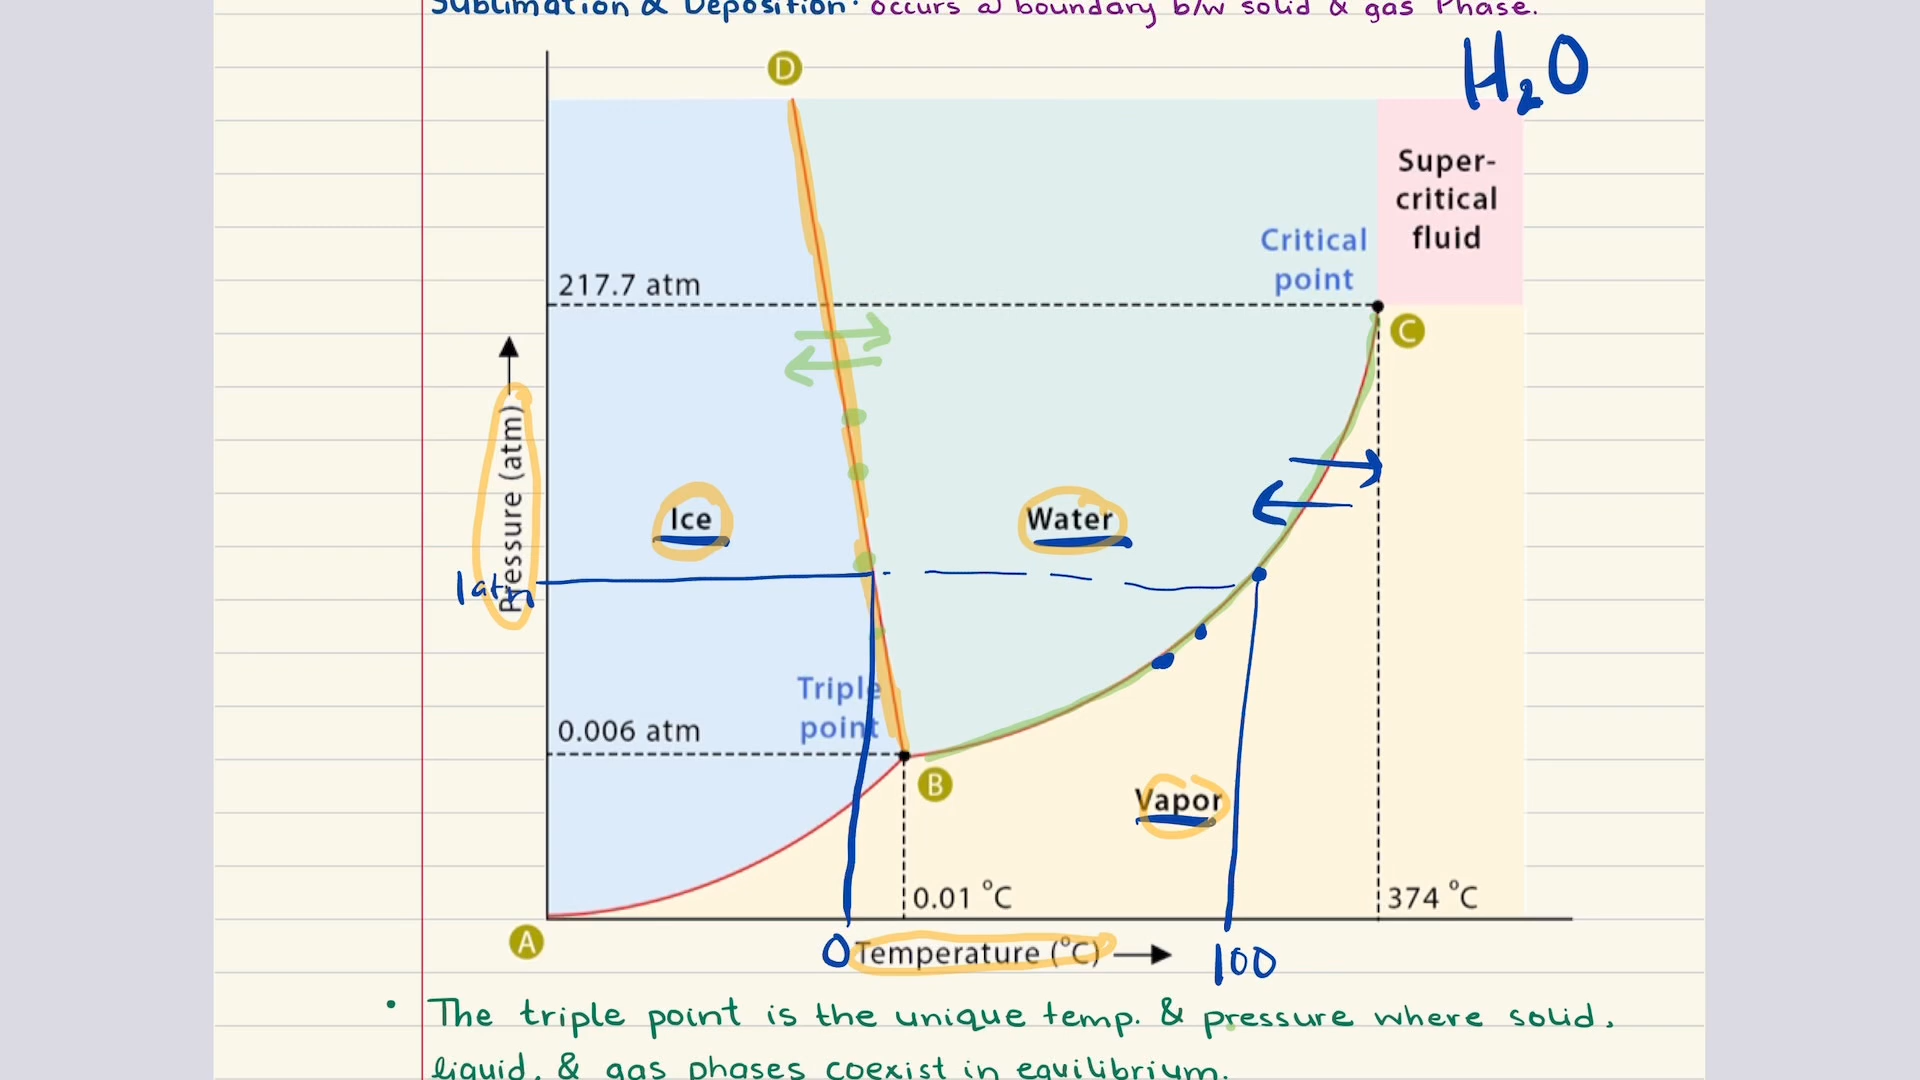 Sublimation & Deposition: occurs @ boundary b/w solid & gas Phase.
H₂O
D
Super-
critical
fluid
Critical
point
217.7 atm
C
Pressure (atm)
Ice
Water
1atm
Triple
point
0.006 atm
B
Vapor
0.01 °C
374 °C
A
0
Temperature (°C)
100
• The triple point is the unique temp. & pressure where solid,
liquid, & gas phases coexist in equilibrium.